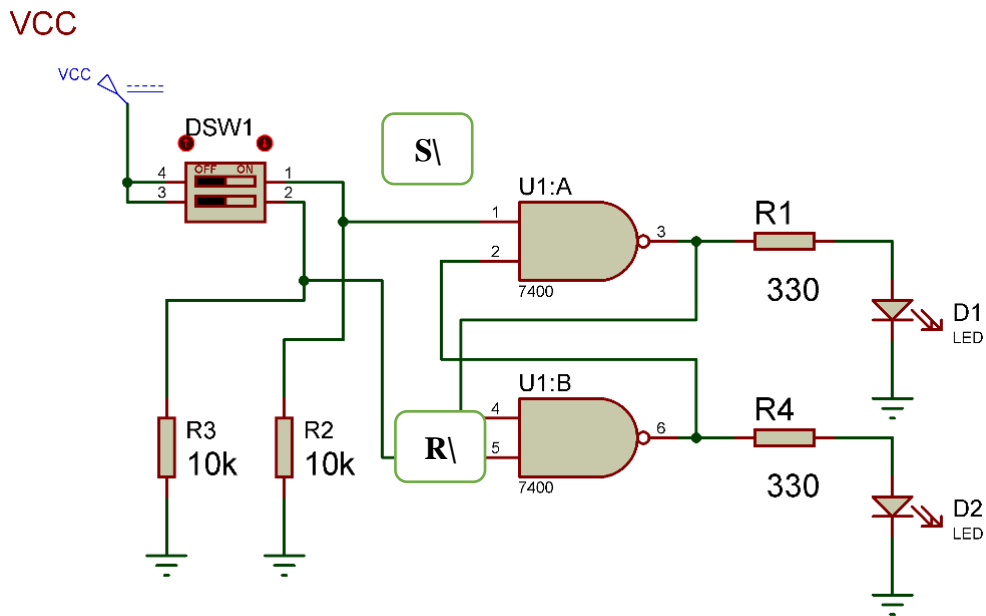 VCC
VCC
DSW1
OFF ON
4
3
1
2
S\
U1:A
1
2
3
7400
R1
330
D1
LED
U1:B
4
5
6
7400
R\
R4
330
D2
LED
R3
10k
R2
10k